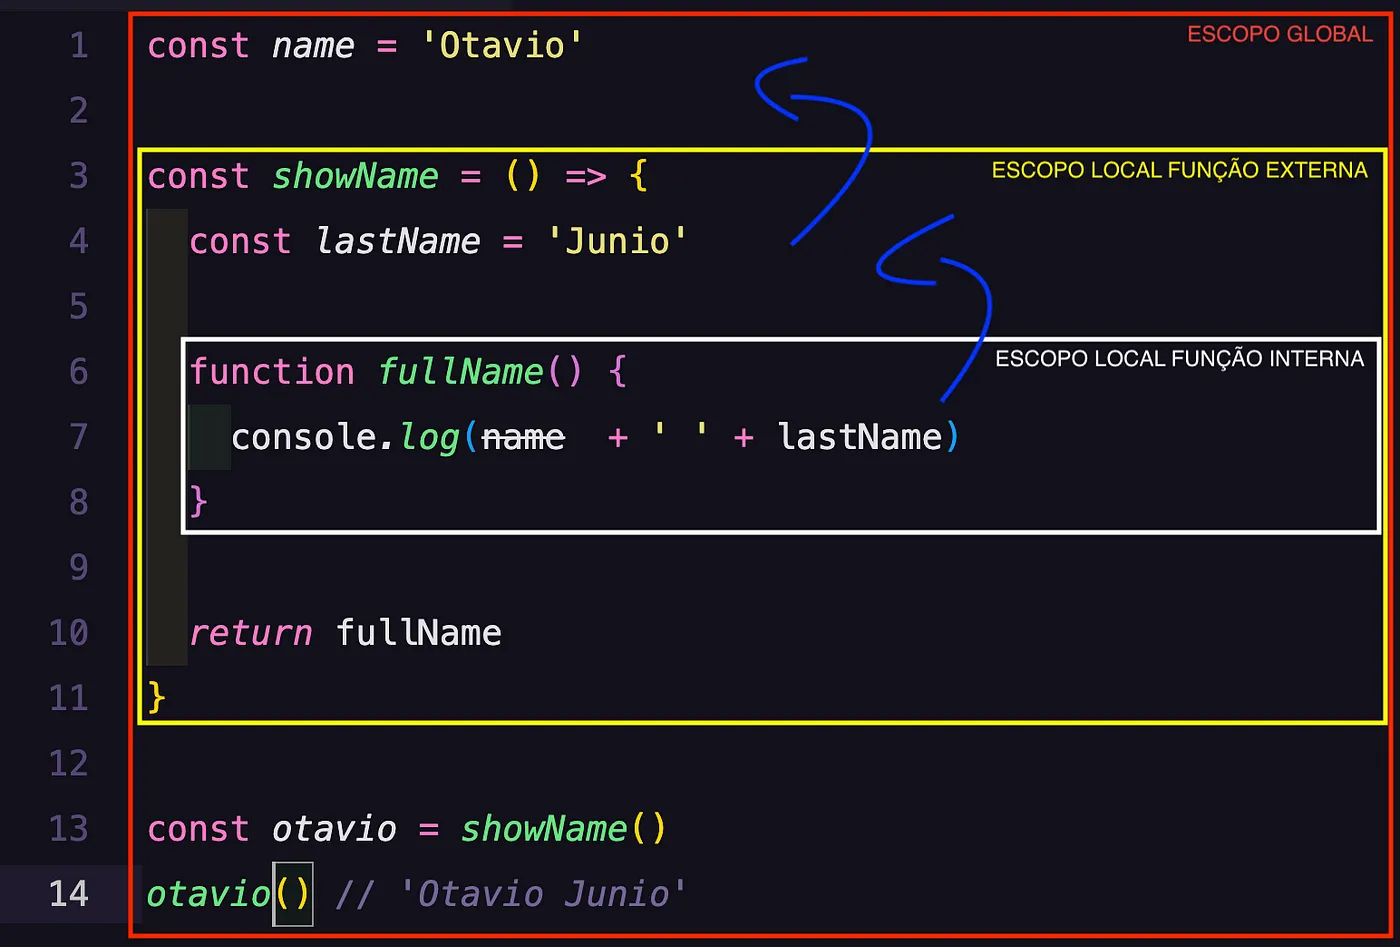 1 const name = 'Otavio' ESCOPO GLOBAL
2
3 const showName = () => { ESCOPO LOCAL FUNÇÃO EXTERNA
4 const lastName = 'Junio'
5
6 function fullName() { ESCOPO LOCAL FUNÇÃO INTERNA
7 console.log(name + ' ' + lastName)
8 }
9
10 return fullName
11 }
12
13 const otavio = showName()
14 otavio() // 'Otavio Junio'